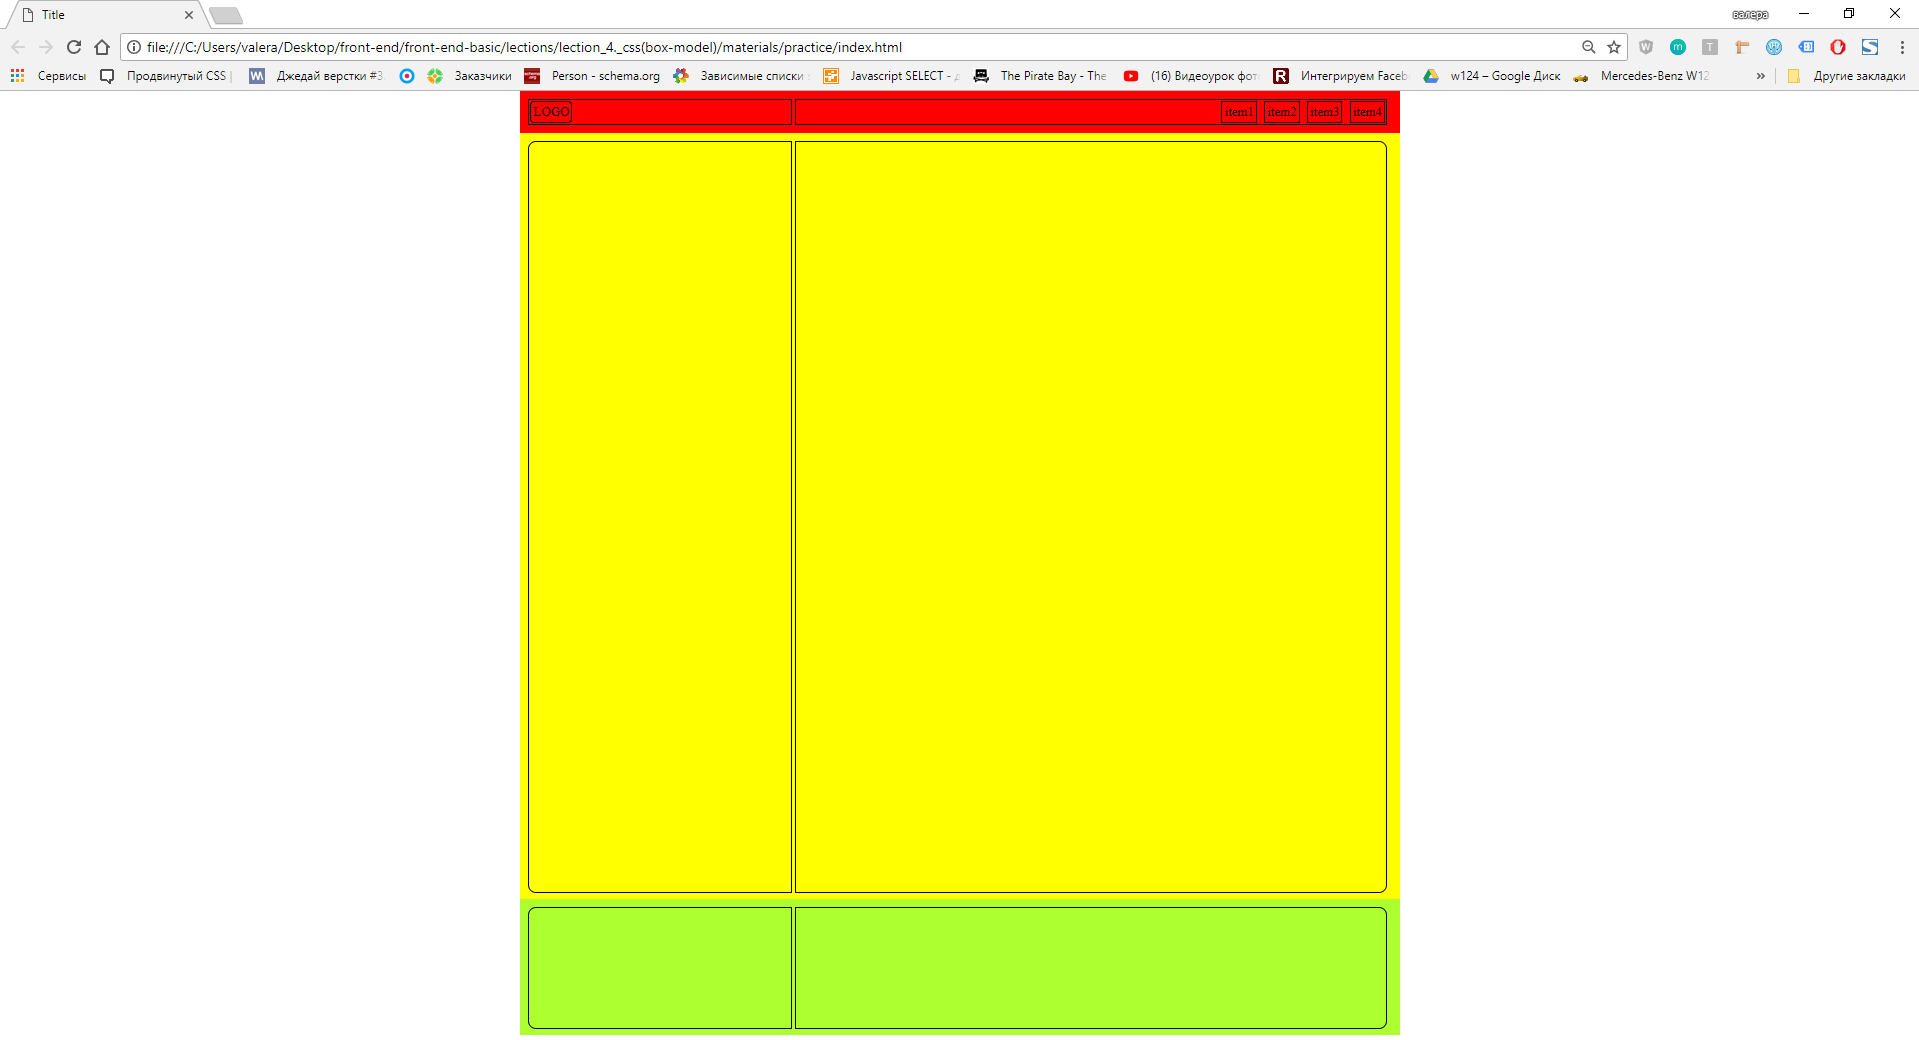 Title
валера
file:///C:/Users/valera/Desktop/front-end/front-end-basic/lections/lection_4._css(box-model)/materials/practice/index.html
Сервисы Продвинутый CSS | Джедай верстки #3. Заказчики Person - schema.org Зависимые списки Javascript SELECT - The Pirate Bay - The (16) Видеоурок фот Интегрируем Faceb w124 – Google Диск Mercedes-Benz W12 » Другие закладки
LOGO item1 item2 item3 item4